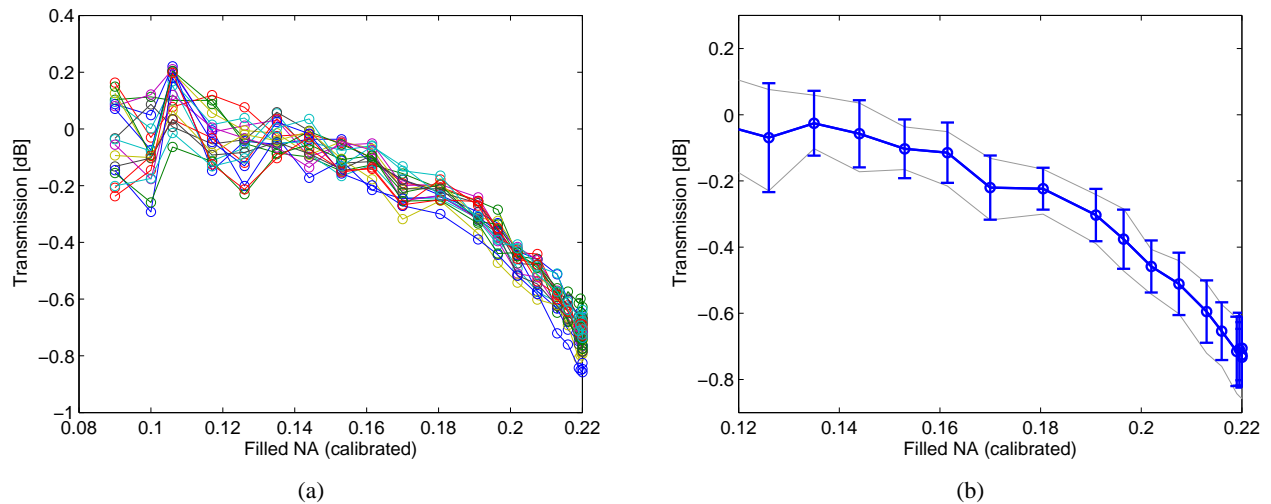 0.4
0.2
0
−0.2
−0.4
−0.6
−0.8
−1
Transmission [dB]
0.08 0.1 0.12 0.14 0.16 0.18 0.2 0.22
Filled NA (calibrated)
(a)
0.2
0
−0.2
−0.4
−0.6
−0.8
Transmission [dB]
0.12 0.14 0.16 0.18 0.2 0.22
Filled NA (calibrated)
(b)